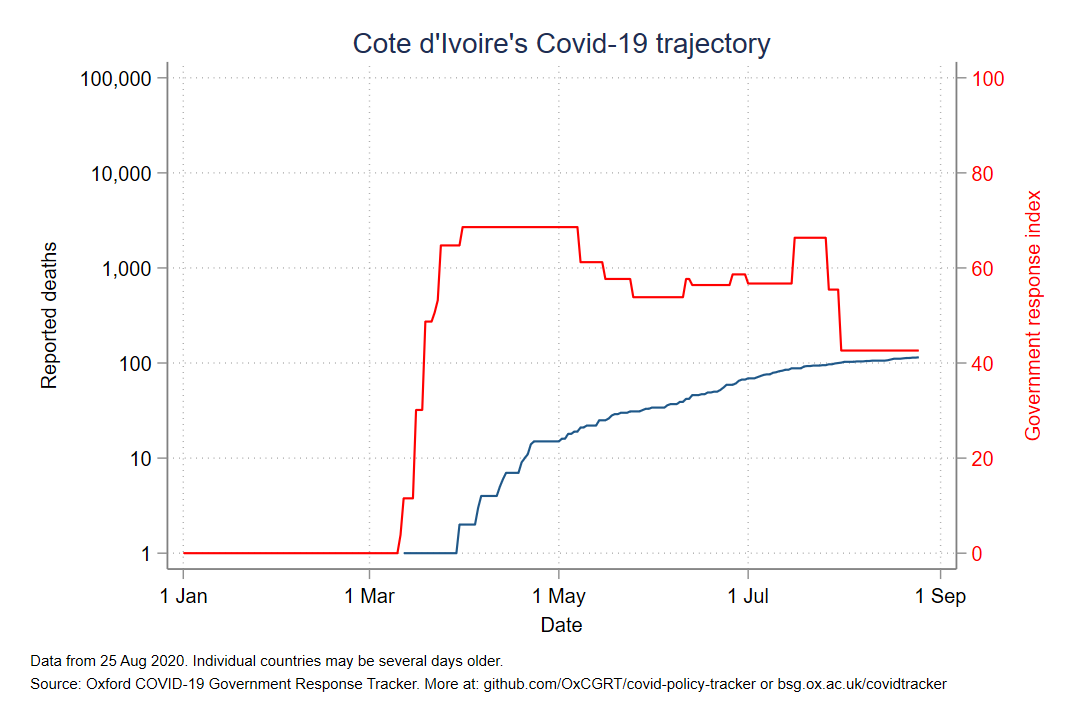 Cote d'Ivoire's Covid-19 trajectory
100,000
10,000
1,000
100
10
1
Reported deaths
100
80
60
40
20
0
Government response index
1 Jan
1 Mar
1 May
1 Jul
1 Sep
Date
Data from 25 Aug 2020. Individual countries may be several days older.
Source: Oxford COVID-19 Government Response Tracker. More at: github.com/OxCGRT/covid-policy-tracker or bsg.ox.ac.uk/covidtracker